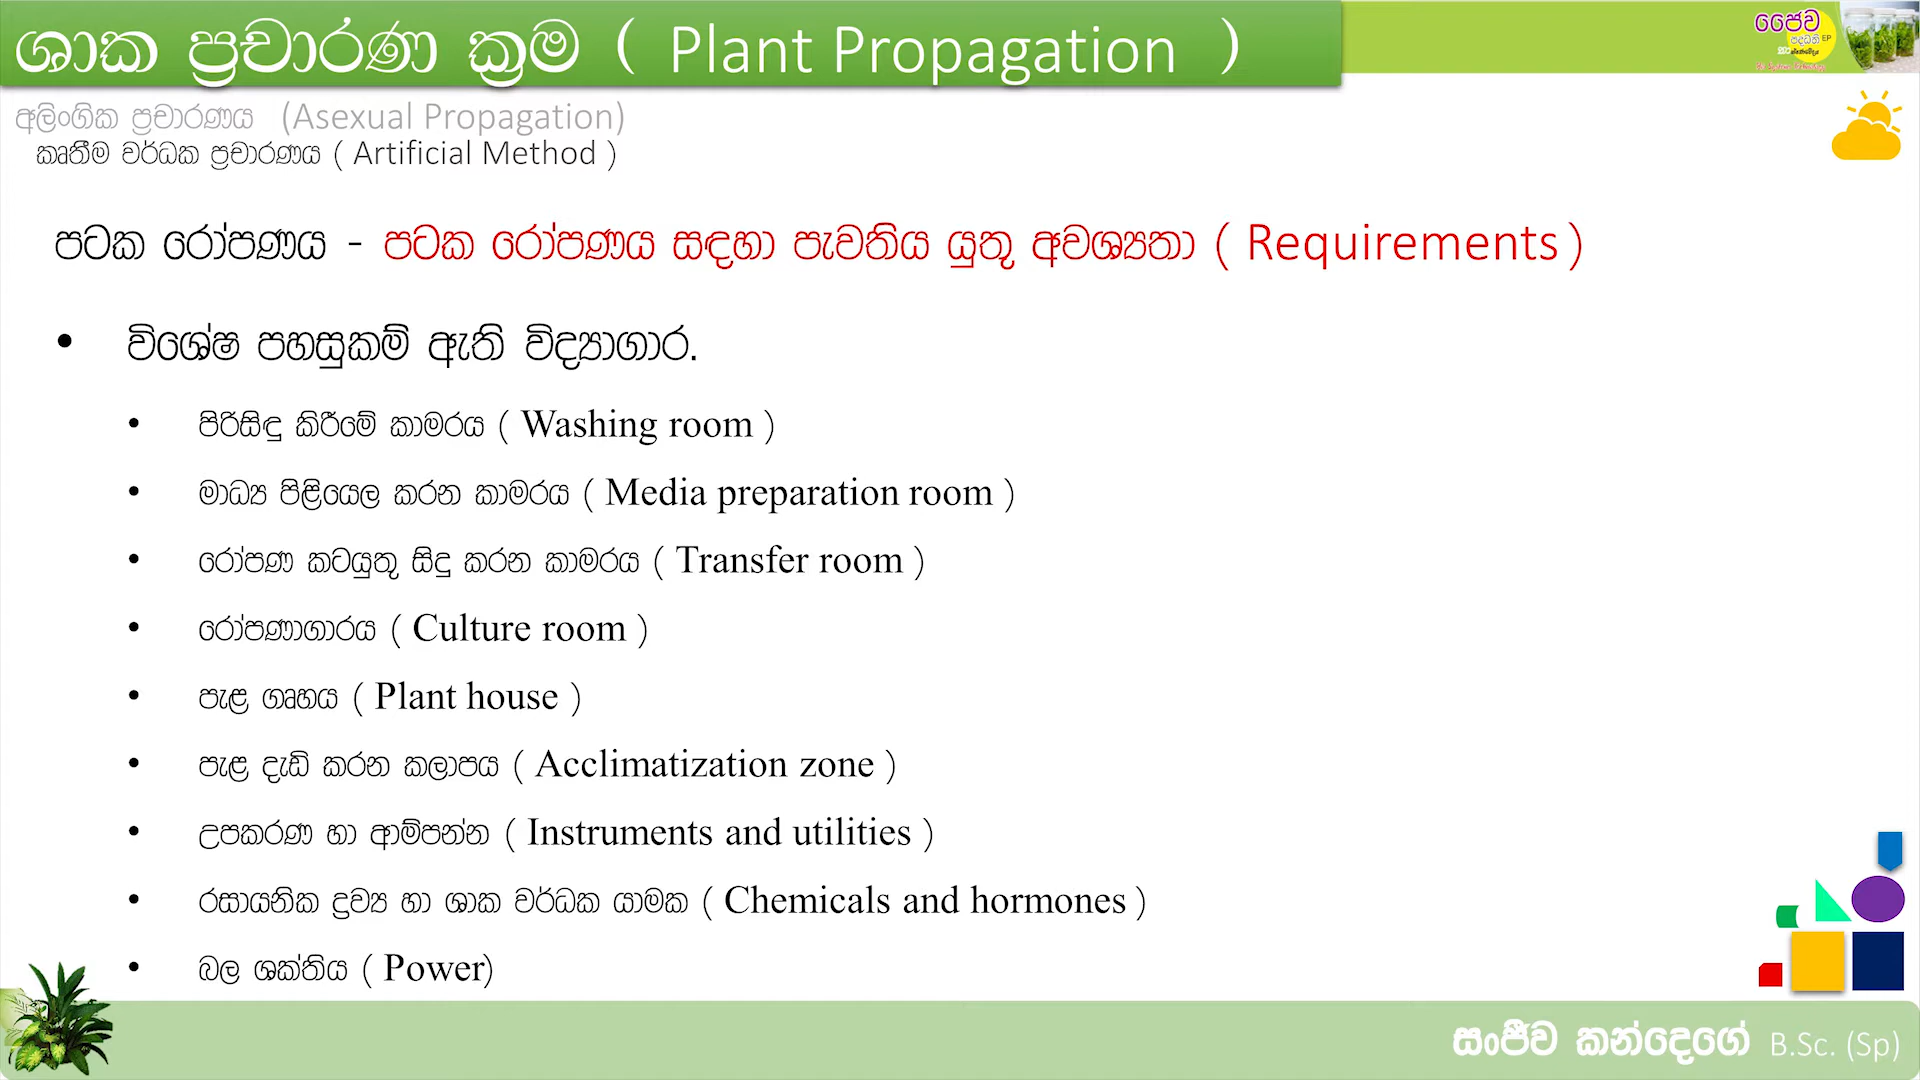 ශාක ප්‍රචාරණ ක්‍රම ( Plant Propagation )
ජෛව
පද්ධති
EP
අලිංගික ප්‍රචාරණය (Asexual Propagation)
කෘතීම වර්ධක ප්‍රචාරණය ( Artificial Method )
පටක රෝපණය - පටක රෝපණය සඳහා පැවතිය යුතු අවශ්‍යතා ( Requirements )
• විශේෂ පහසුකම් ඇති විද්‍යාගාර.
• පිරිසිඳු කිරීමේ කාමරය ( Washing room )
• මාධ්‍ය පිළියෙල කරන කාමරය ( Media preparation room )
• රෝපණ කටයුතු සිදු කරන කාමරය ( Transfer room )
• රෝපණාගාරය ( Culture room )
• පැළ ගෘහය ( Plant house )
• පැළ දැඩි කරන කලාපය ( Acclimatization zone )
• උපකරණ හා ආම්පන්න ( Instruments and utilities )
• රසායනික ද්‍රව්‍ය හා ශාක වර්ධක යාමක ( Chemicals and hormones )
• බල ශක්තිය ( Power)
සංජීව කන්දෙගේ B.Sc. (Sp)